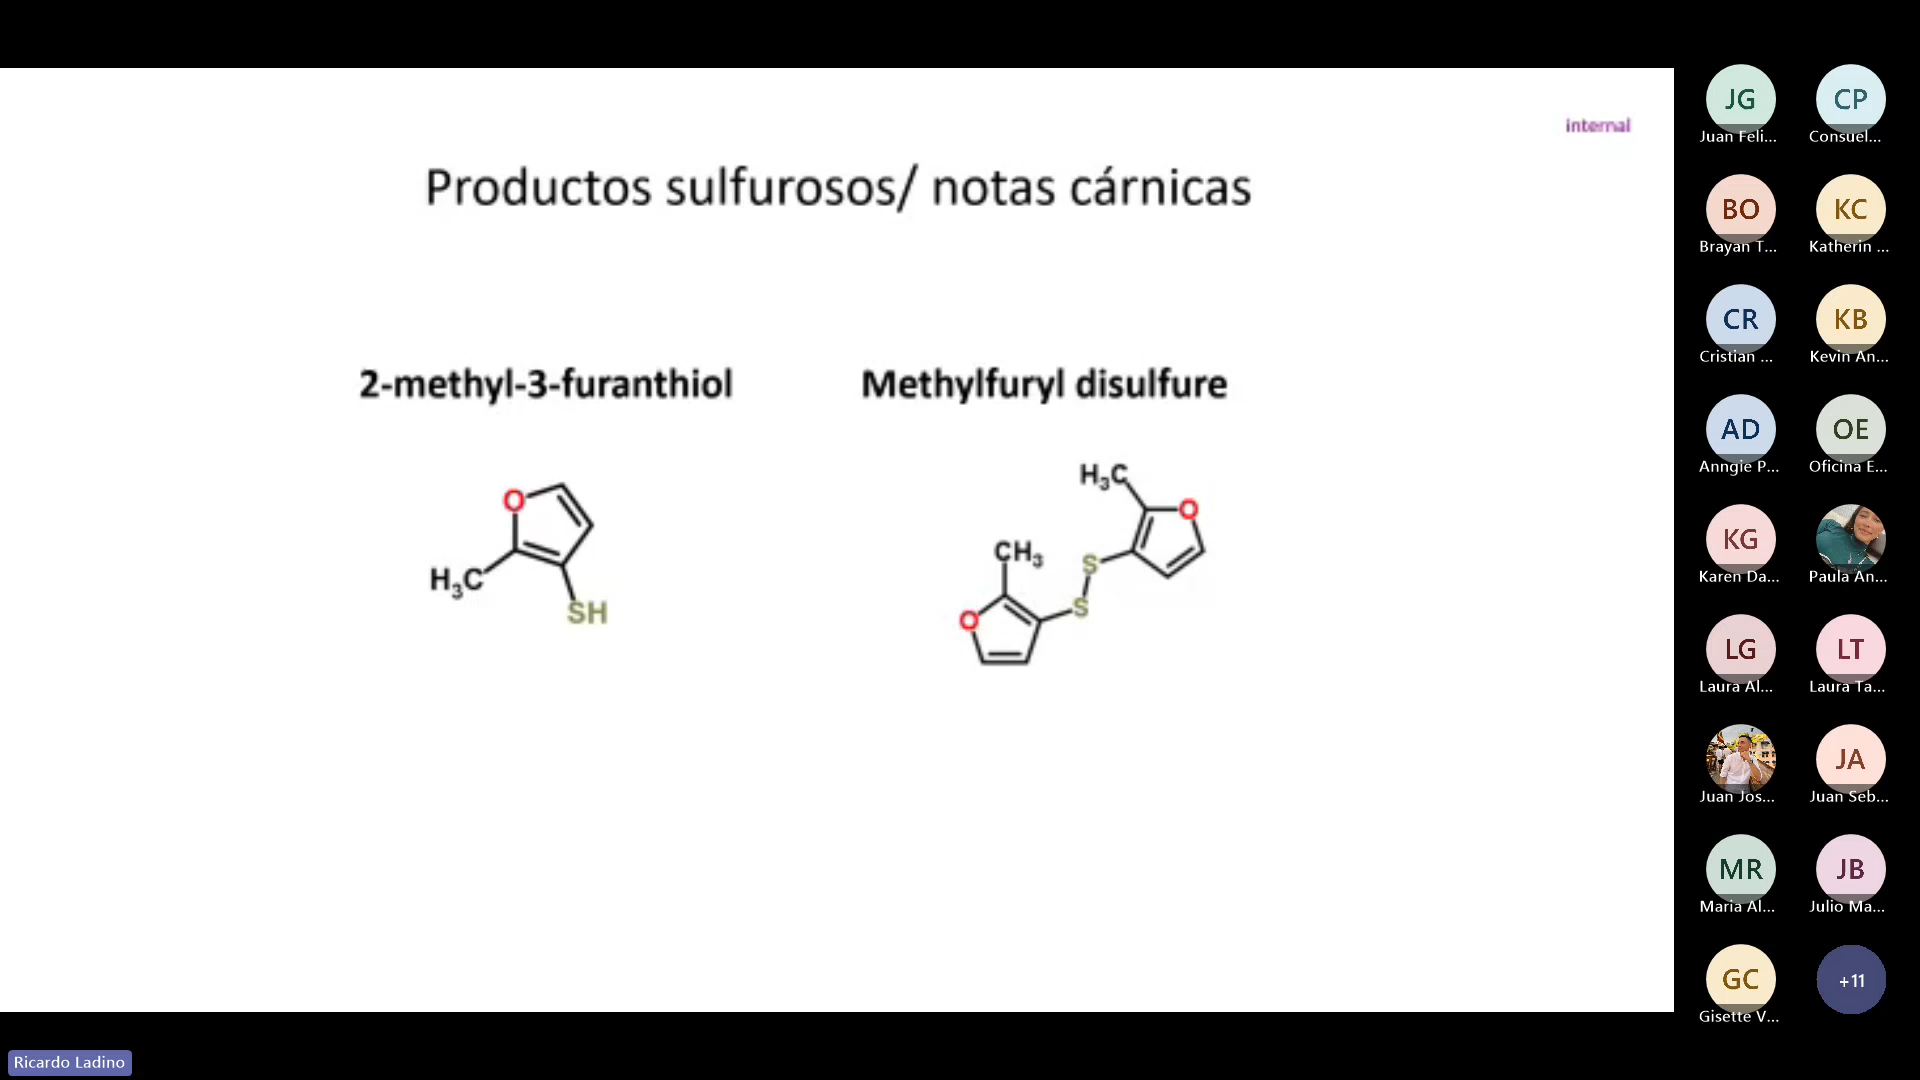 internal
Productos sulfurosos/ notas cárnicas
2-methyl-3-furanthiol
Methylfuryl disulfure
O
H₃C
SH
H₃C
O
CH₃
S
S
O
JG
Juan Feli...
CP
Consuel...
BO
Brayan T...
KC
Katherin ...
CR
Cristian ...
KB
Kevin An...
AD
Anngie P...
OE
Oficina E...
KG
Karen Da...
Paula An...
LG
Laura Al...
LT
Laura Ta...
Juan Jos...
JA
Juan Seb...
MR
Maria Al...
JB
Julio Ma...
GC
Gisette V...
+11
Ricardo Ladino